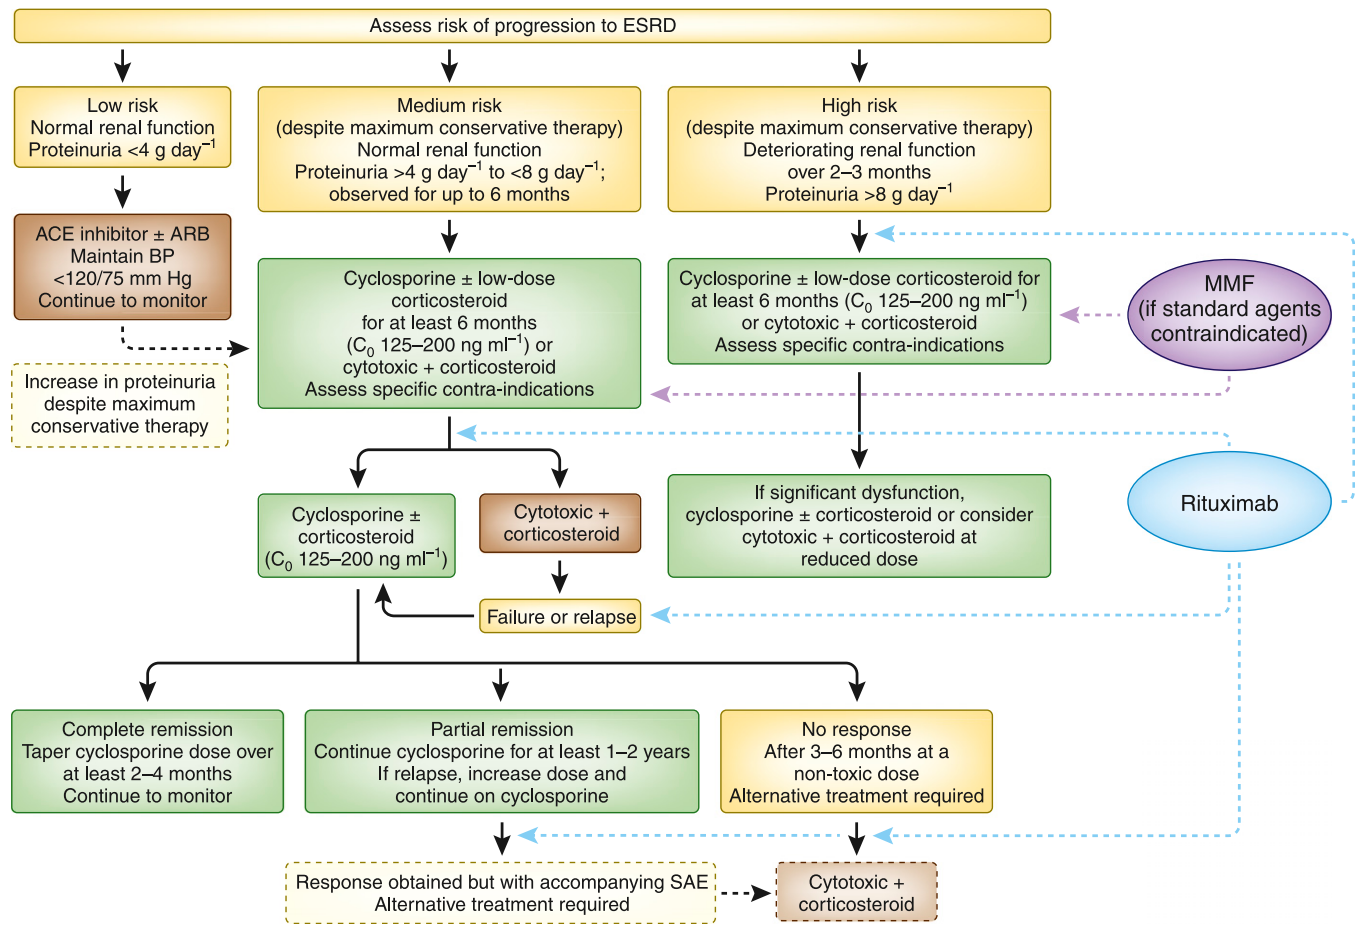 Assess risk of progression to ESRD
Low risk
Normal renal function
Proteinuria <4 g day⁻¹
Medium risk
(despite maximum conservative therapy)
Normal renal function
Proteinuria >4 g day⁻¹ to <8 g day⁻¹;
observed for up to 6 months
High risk
(despite maximum conservative therapy)
Deteriorating renal function
over 2–3 months
Proteinuria >8 g day⁻¹
ACE inhibitor ± ARB
Maintain BP
<120/75 mm Hg
Continue to monitor
Cyclosporine ± low-dose
corticosteroid
for at least 6 months
(C₀ 125–200 ng ml⁻¹) or
cytotoxic + corticosteroid
Assess specific contra-indications
Cyclosporine ± low-dose corticosteroid for
at least 6 months (C₀ 125–200 ng ml⁻¹)
or cytotoxic + corticosteroid
Assess specific contra-indications
MMF
(if standard agents
contraindicated)
Increase in proteinuria
despite maximum
conservative therapy
Cyclosporine ±
corticosteroid
(C₀ 125–200 ng ml⁻¹)
Cytotoxic +
corticosteroid
If significant dysfunction,
cyclosporine ± corticosteroid or consider
cytotoxic + corticosteroid at
reduced dose
Rituximab
Failure or relapse
Complete remission
Taper cyclosporine dose over
at least 2–4 months
Continue to monitor
Partial remission
Continue cyclosporine for at least 1–2 years
If relapse, increase dose and
continue on cyclosporine
No response
After 3–6 months at a
non-toxic dose
Alternative treatment required
Response obtained but with accompanying SAE
Alternative treatment required
Cytotoxic +
corticosteroid